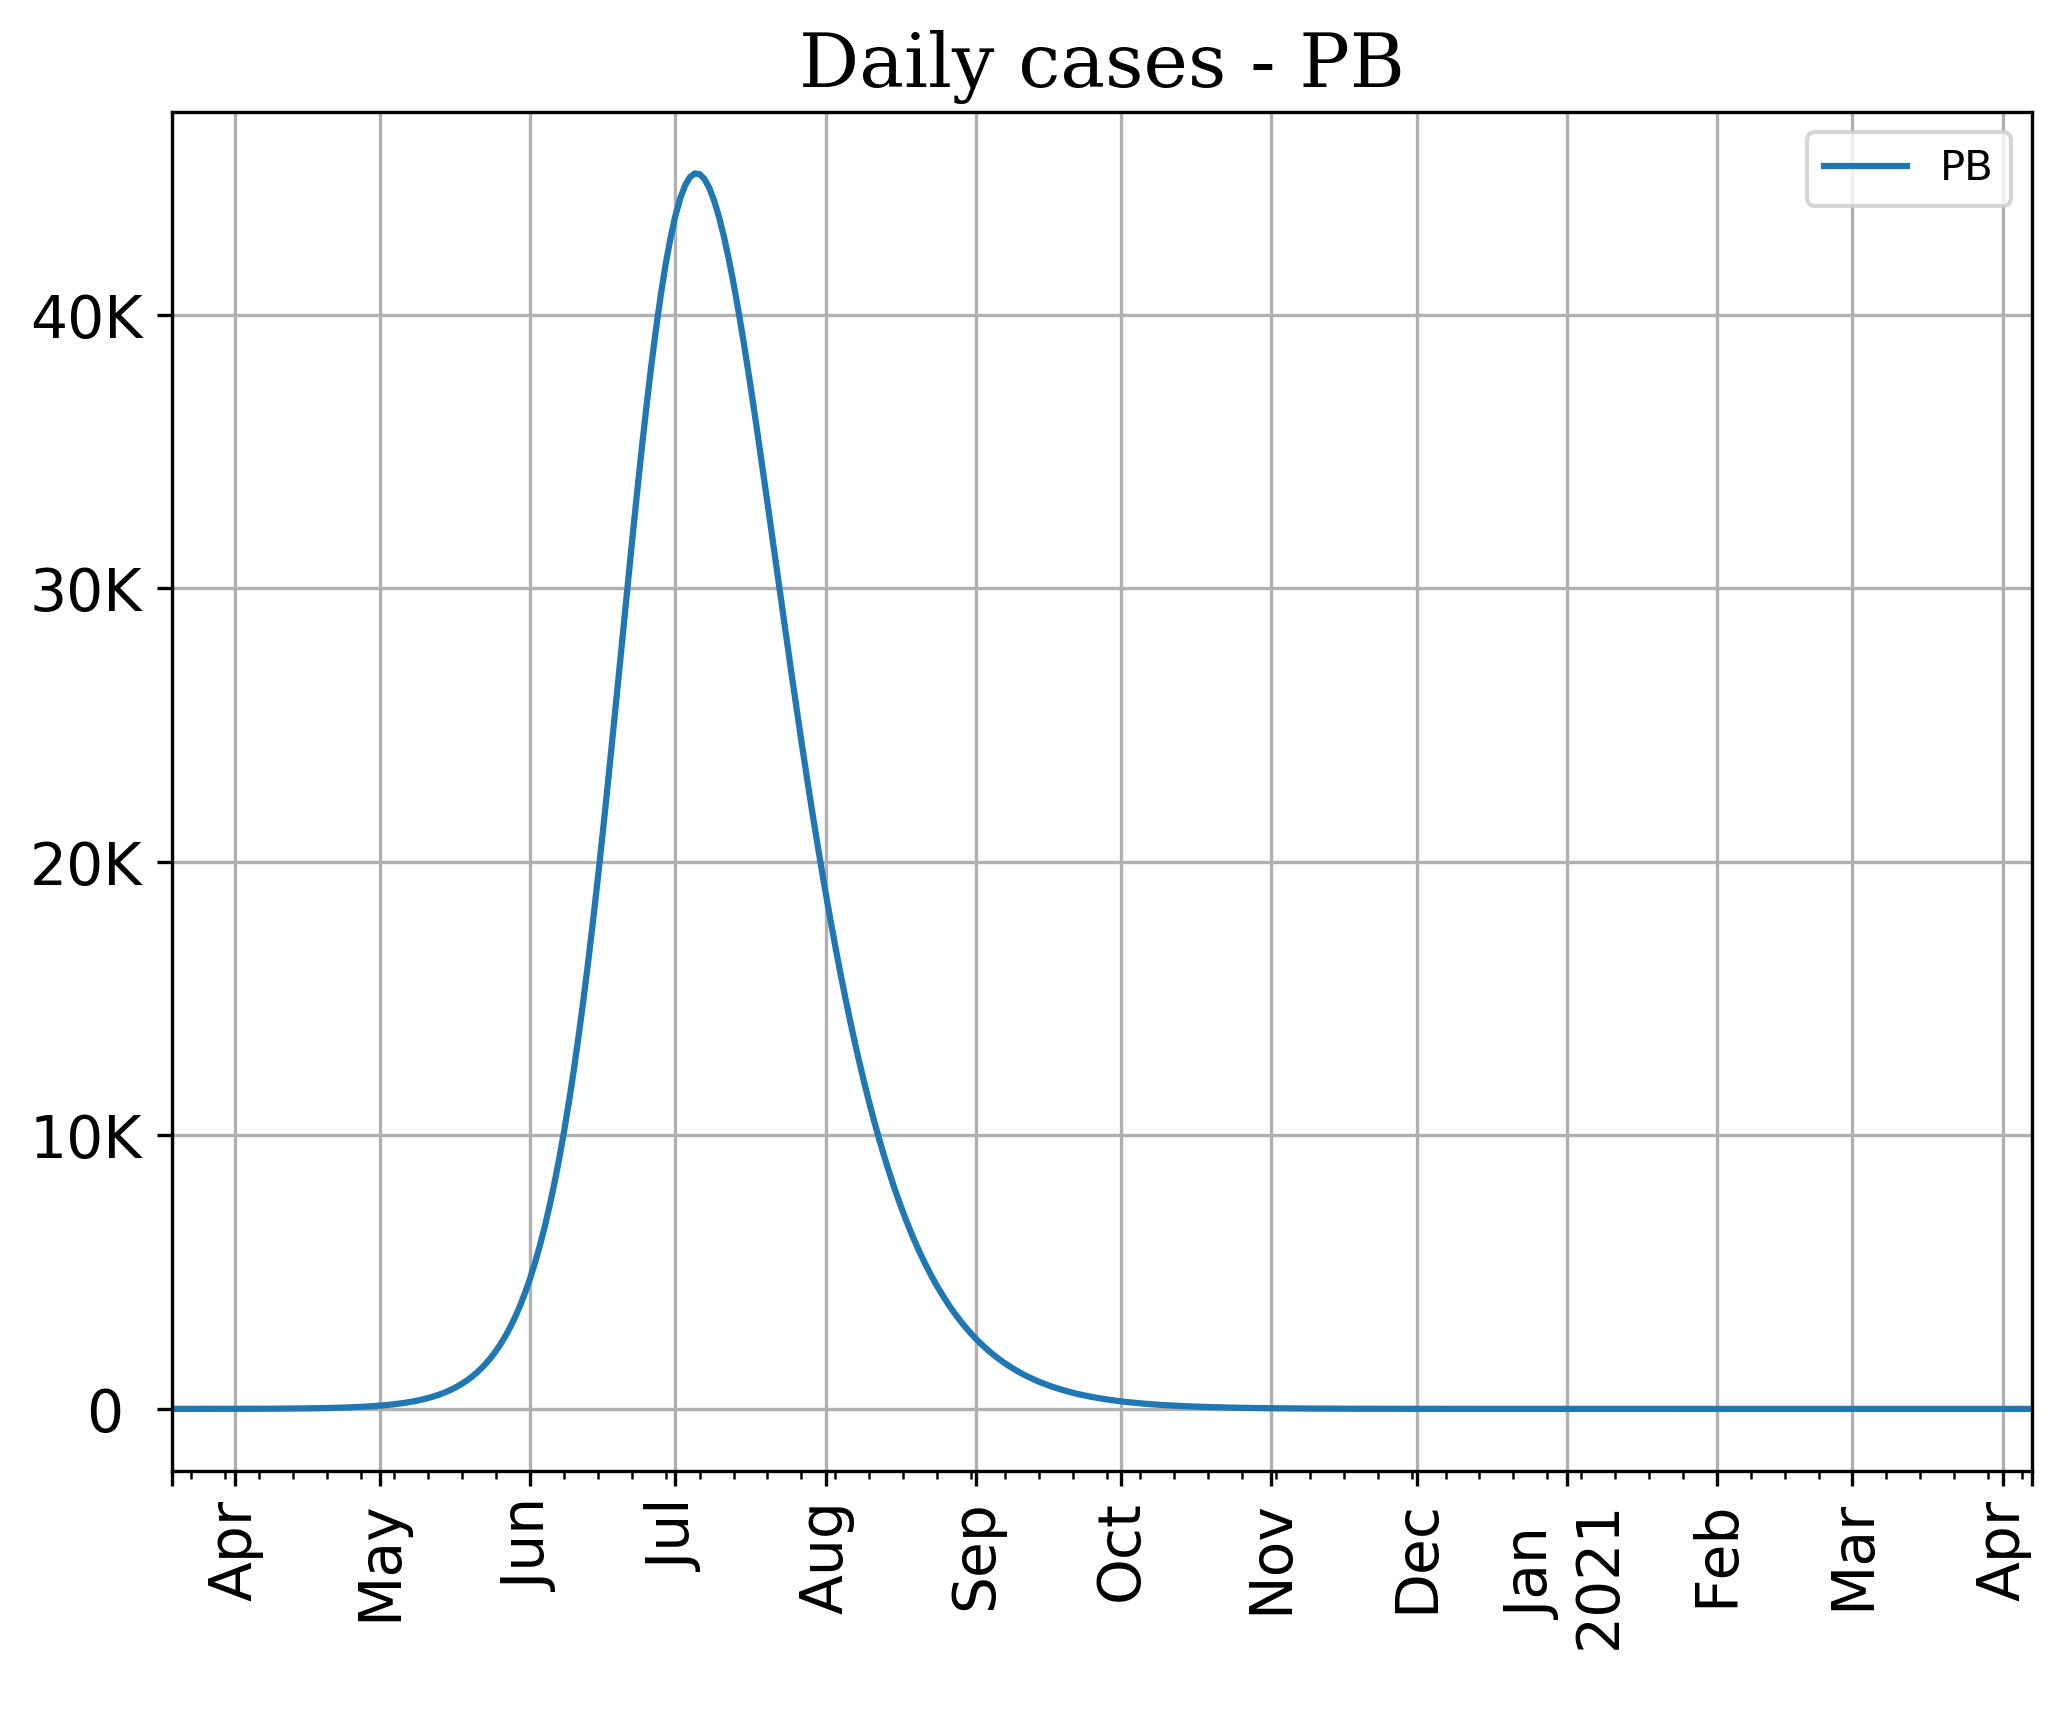 Daily cases - PB
PB
40K
30K
20K
10K
0
Apr
May
Jun
Jul
Aug
Sep
Oct
Nov
Dec
Jan
2021
Feb
Mar
Apr